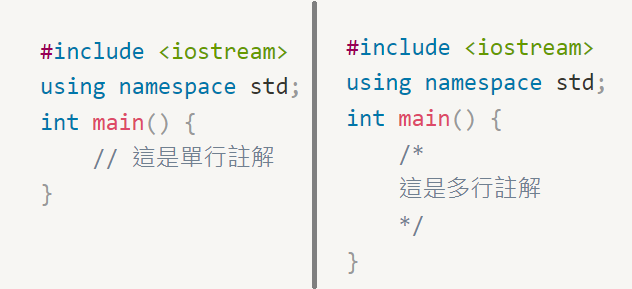 #include <iostream>
using namespace std;
int main() {
    // 這是單行註解
}
#include <iostream>
using namespace std;
int main() {
    /*
    這是多行註解
    */
}